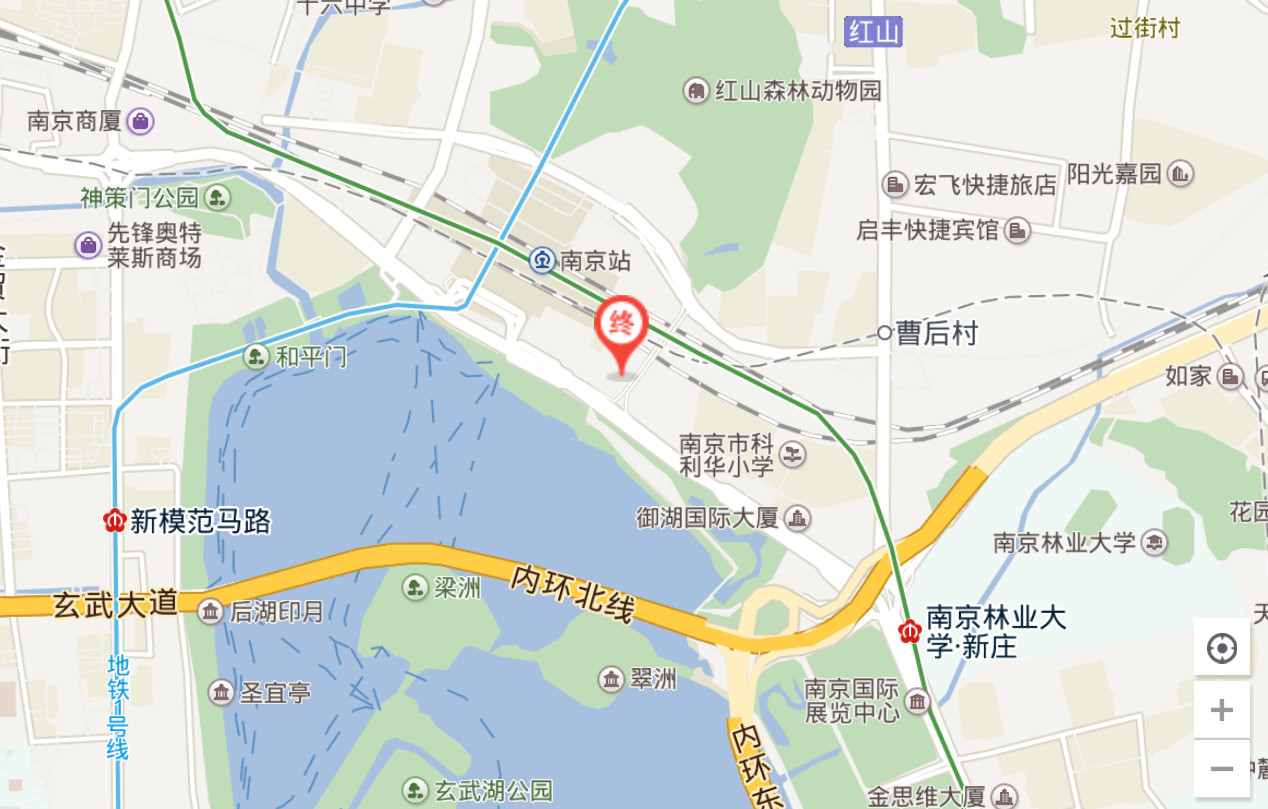 十六中学
红山
过街村
红山森林动物园
南京商厦
阳光嘉园
宏飞快捷旅店
神策门公园
启丰快捷宾馆
先锋奥特
莱斯商场
南京站
终
曹后村
和平门
如家
南京市科
利华小学
御湖国际大厦
新模范马路
花园
南京林业大学
内环北线
梁洲
玄武大道
后湖印月
南京林业大
学·新庄
地铁1号线
翠洲
圣宜亭
南京国际
展览中心
内环东
玄武湖公园
金思维大厦